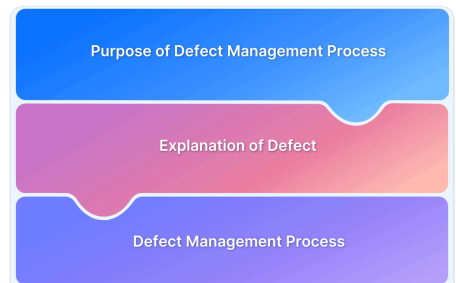 Purpose of Defect Management Process
Explanation of Defect
Defect Management Process